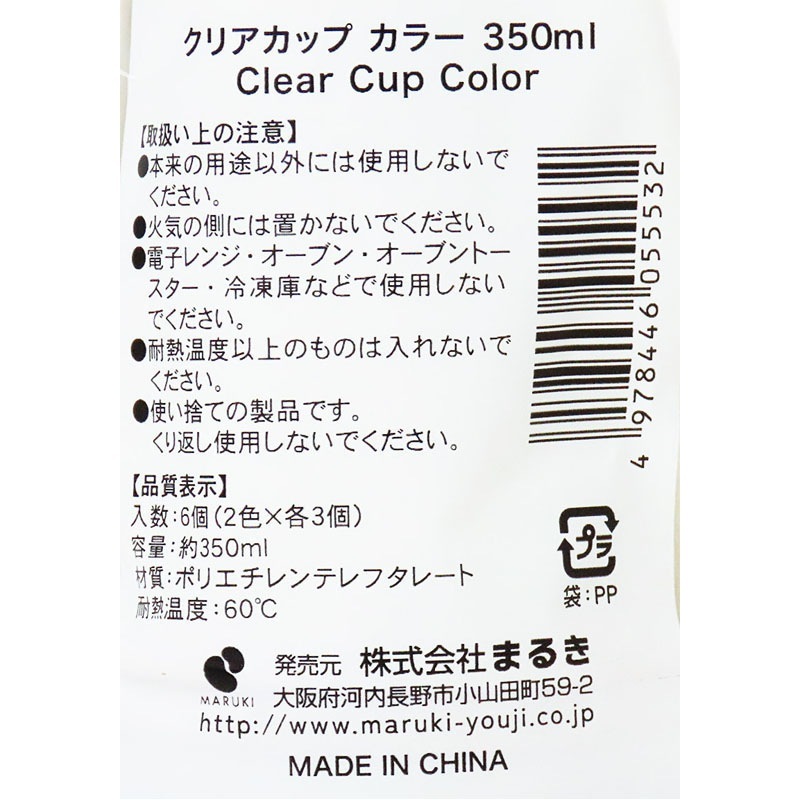 クリアカップ カラー 350ml
Clear Cup Color
【取扱い上の注意】
●本来の用途以外には使用しないで
ください。
●火気の側には置かないでください。
●電子レンジ・オーブン・オーブントー
スター・冷凍庫などで使用しない
でください。
●耐熱温度以上のものは入れないで
ください。
●使い捨ての製品です。
くり返し使用しないでください。
4 978446 055532
【品質表示】
入数:6個(2色×各3個)
容量:約350ml
材質:ポリエチレンテレフタレート
耐熱温度:60℃
プラ
袋:PP
MARUKI
発売元 株式会社まるき
大阪府河内長野市小山田町59-2
http://www.maruki-youji.co.jp
MADE IN CHINA